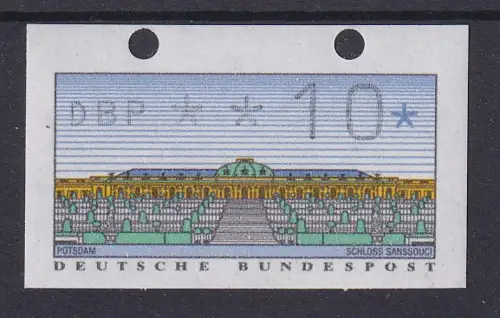 DBP * * 10*
POTSDAM SCHLOSS SANSSOUCI
DEUTSCHE BUNDESPOST